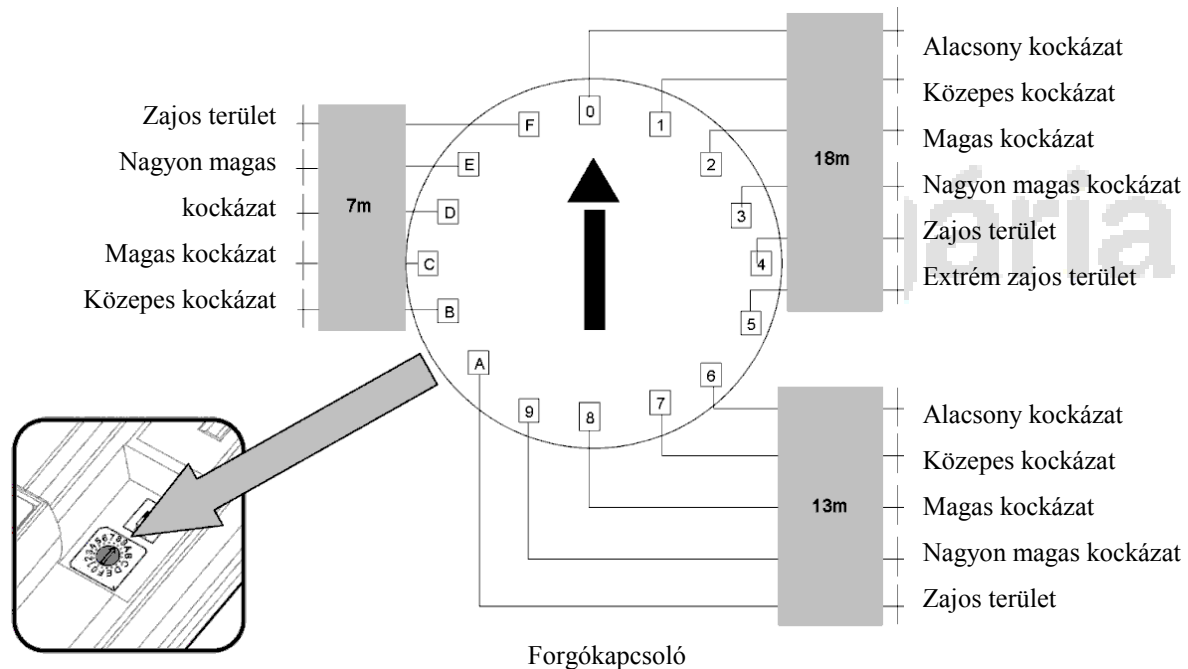 Zajos terület
Nagyon magas
kockázat
Magas kockázat
Közepes kockázat
7m
F
E
D
C
B
A
0
1
2
3
4
5
6
7
8
9
18m
Alacsony kockázat
Közepes kockázat
Magas kockázat
Nagyon magas kockázat
Zajos terület
Extrém zajos terület
13m
Alacsony kockázat
Közepes kockázat
Magas kockázat
Nagyon magas kockázat
Zajos terület
Forgókapcsoló